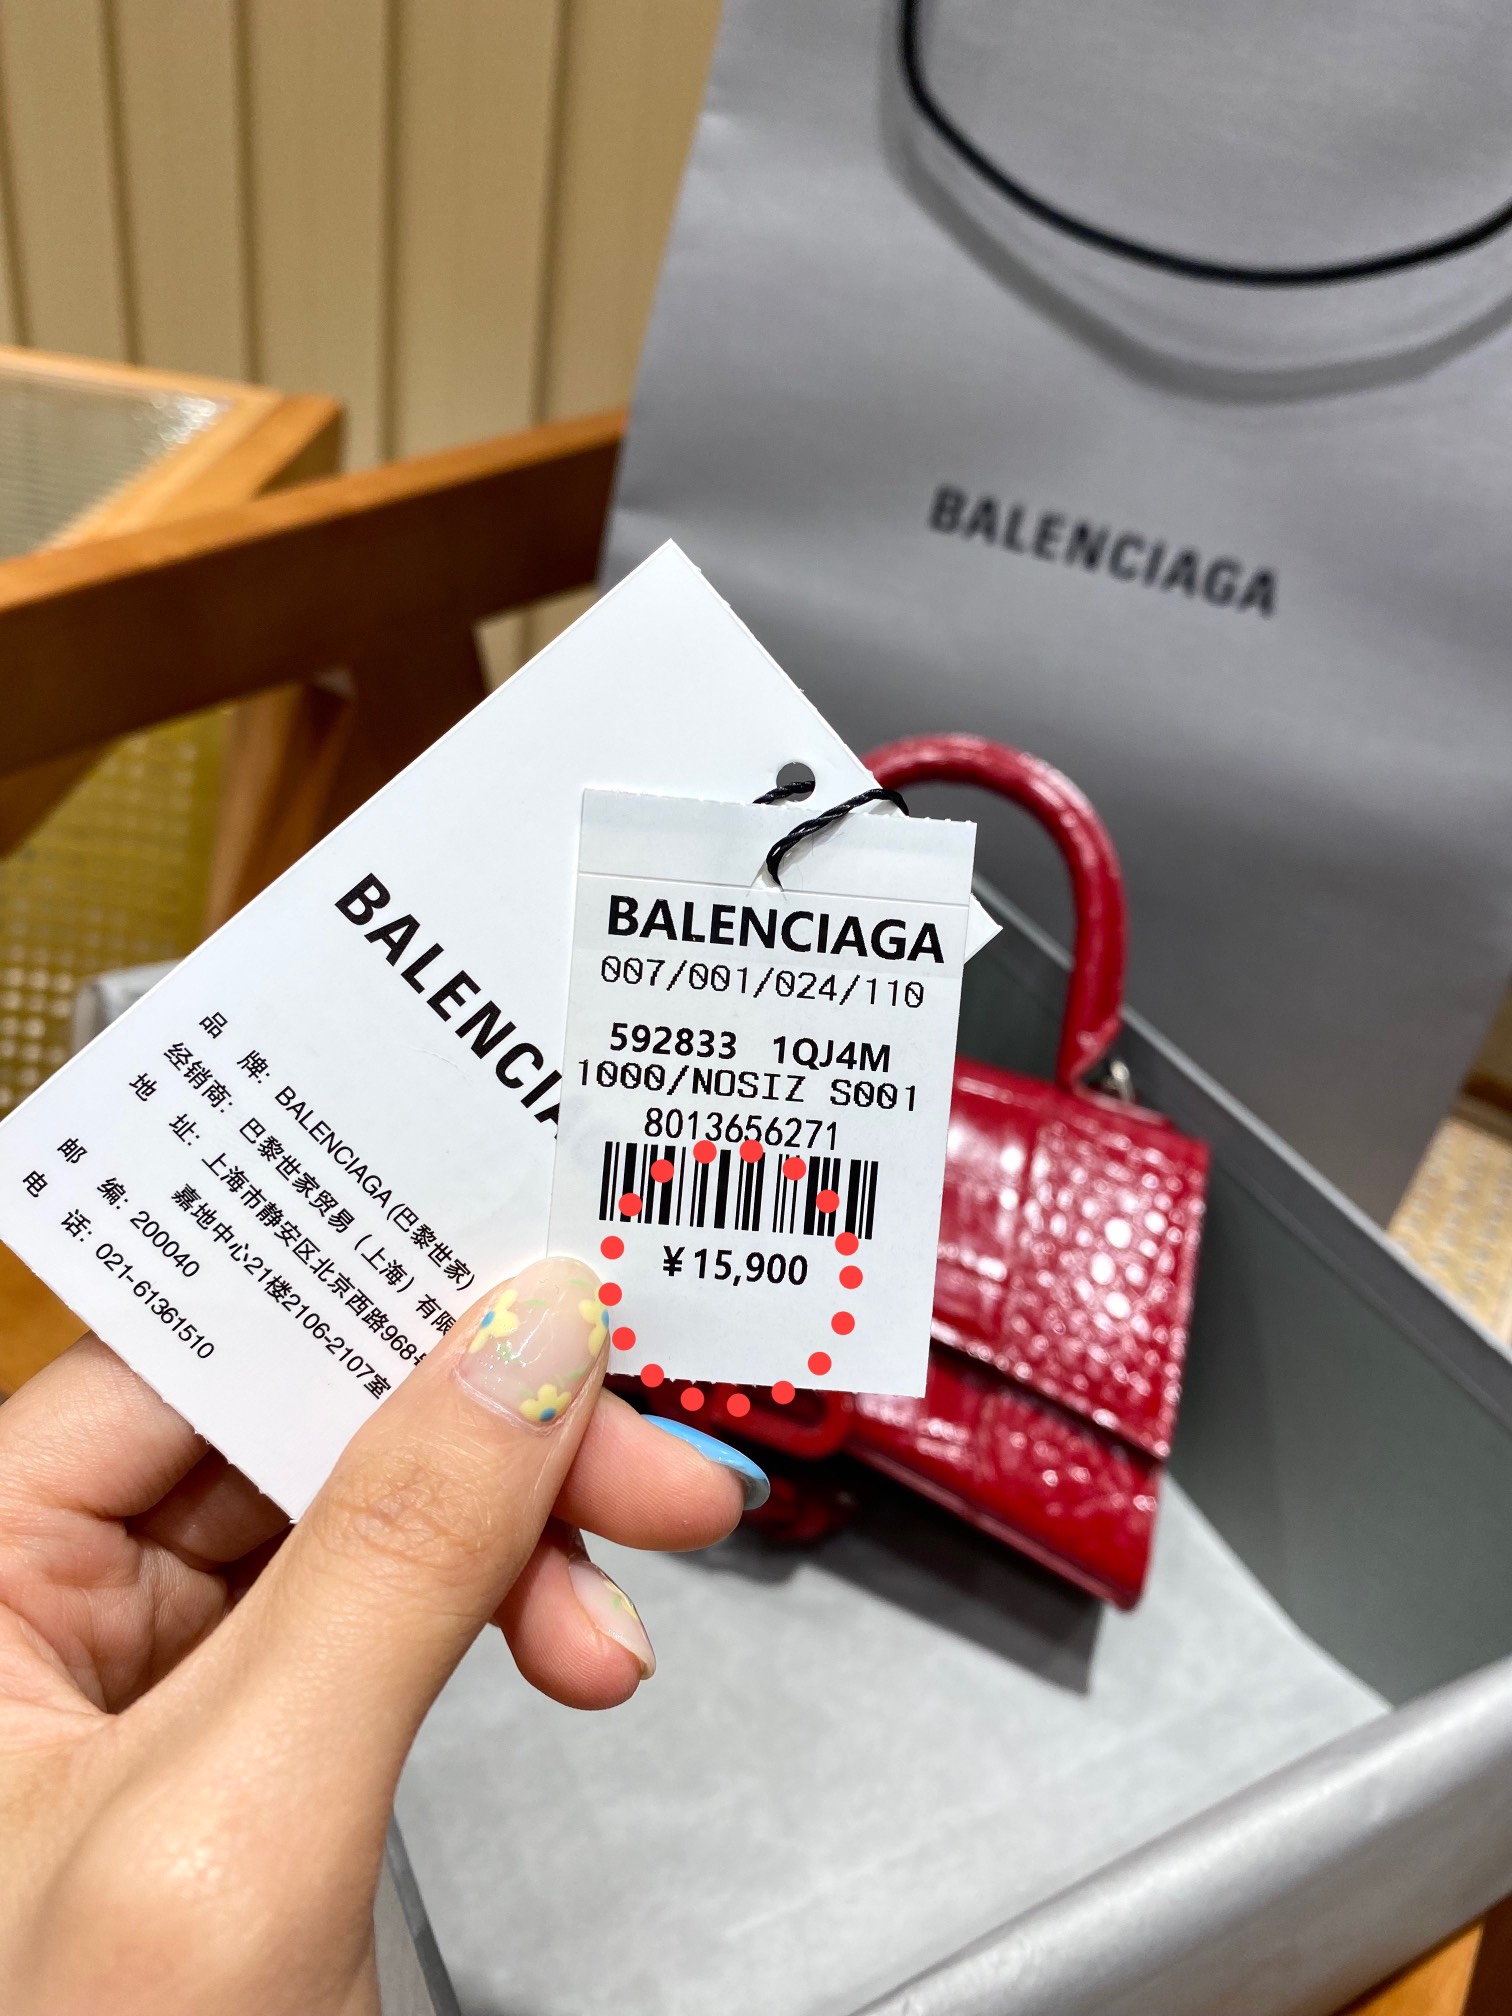 BALENCIAGA
BALENCIAGA
007/001/024/110
592833 1QJ4M
1000/NOSIZ S001
8013656271
¥15,900
BALENCIA
品 牌: BALENCIAGA(巴黎世家)
经销商: 巴黎世家贸易(上海)有限
地 址: 上海市静安区北京西路968号
嘉地中心21楼2106-2107室
邮 编: 200040
电 话: 021-61361510